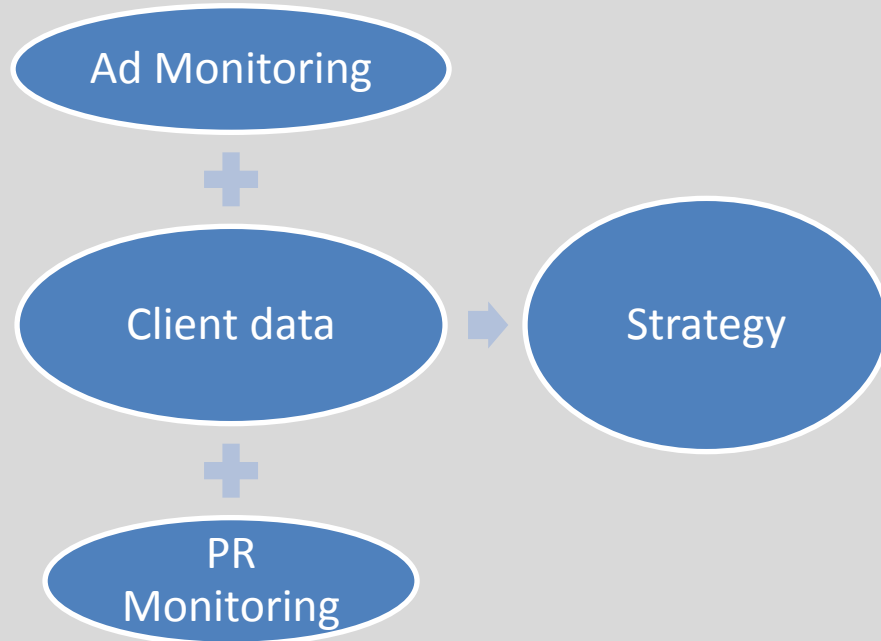 Ad Monitoring
Client data
Strategy
PR
Monitoring